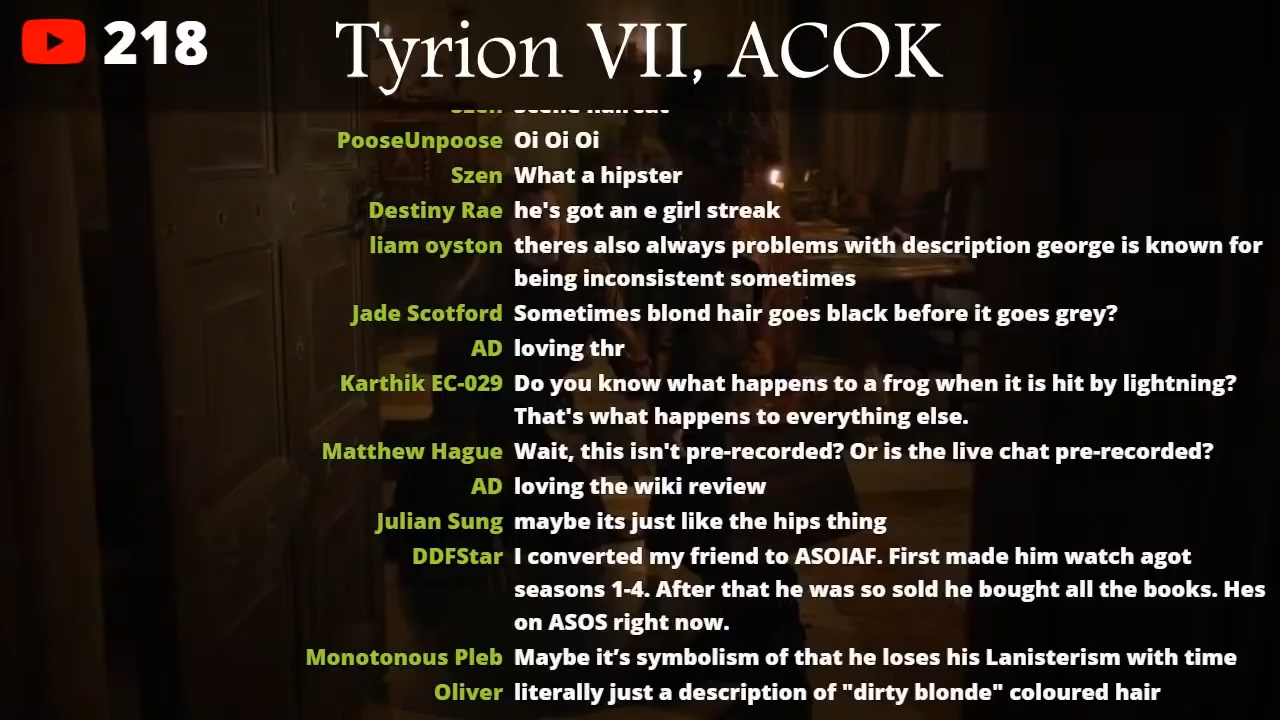 218
Tyrion VII, ACOK
PooseUnpoose Oi Oi Oi
Szen What a hipster
Destiny Rae he's got an e girl streak
liam oyston theres also always problems with description george is known for
being inconsistent sometimes
Jade Scotford Sometimes blond hair goes black before it goes grey?
AD loving thr
Karthik EC-029 Do you know what happens to a frog when it is hit by lightning?
That's what happens to everything else.
Matthew Hague Wait, this isn't pre-recorded? Or is the live chat pre-recorded?
AD loving the wiki review
Julian Sung maybe its just like the hips thing
DDFStar I converted my friend to ASOIAF. First made him watch agot
seasons 1-4. After that he was so sold he bought all the books. Hes
on ASOS right now.
Monotonous Pleb Maybe it’s symbolism of that he loses his Lanisterism with time
Oliver literally just a description of "dirty blonde" coloured hair